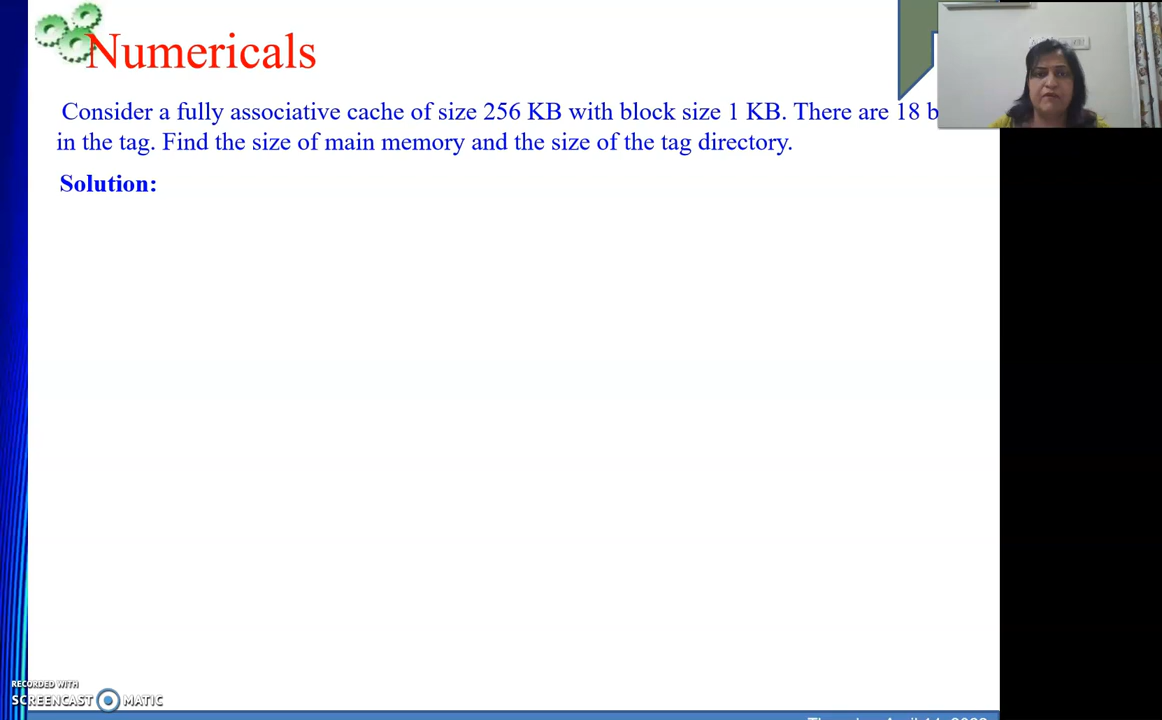 Numericals
Consider a fully associative cache of size 256 KB with block size 1 KB. There are 18 b
in the tag. Find the size of main memory and the size of the tag directory.
Solution:
RECORDED WITH
SCREENCAST MATIC